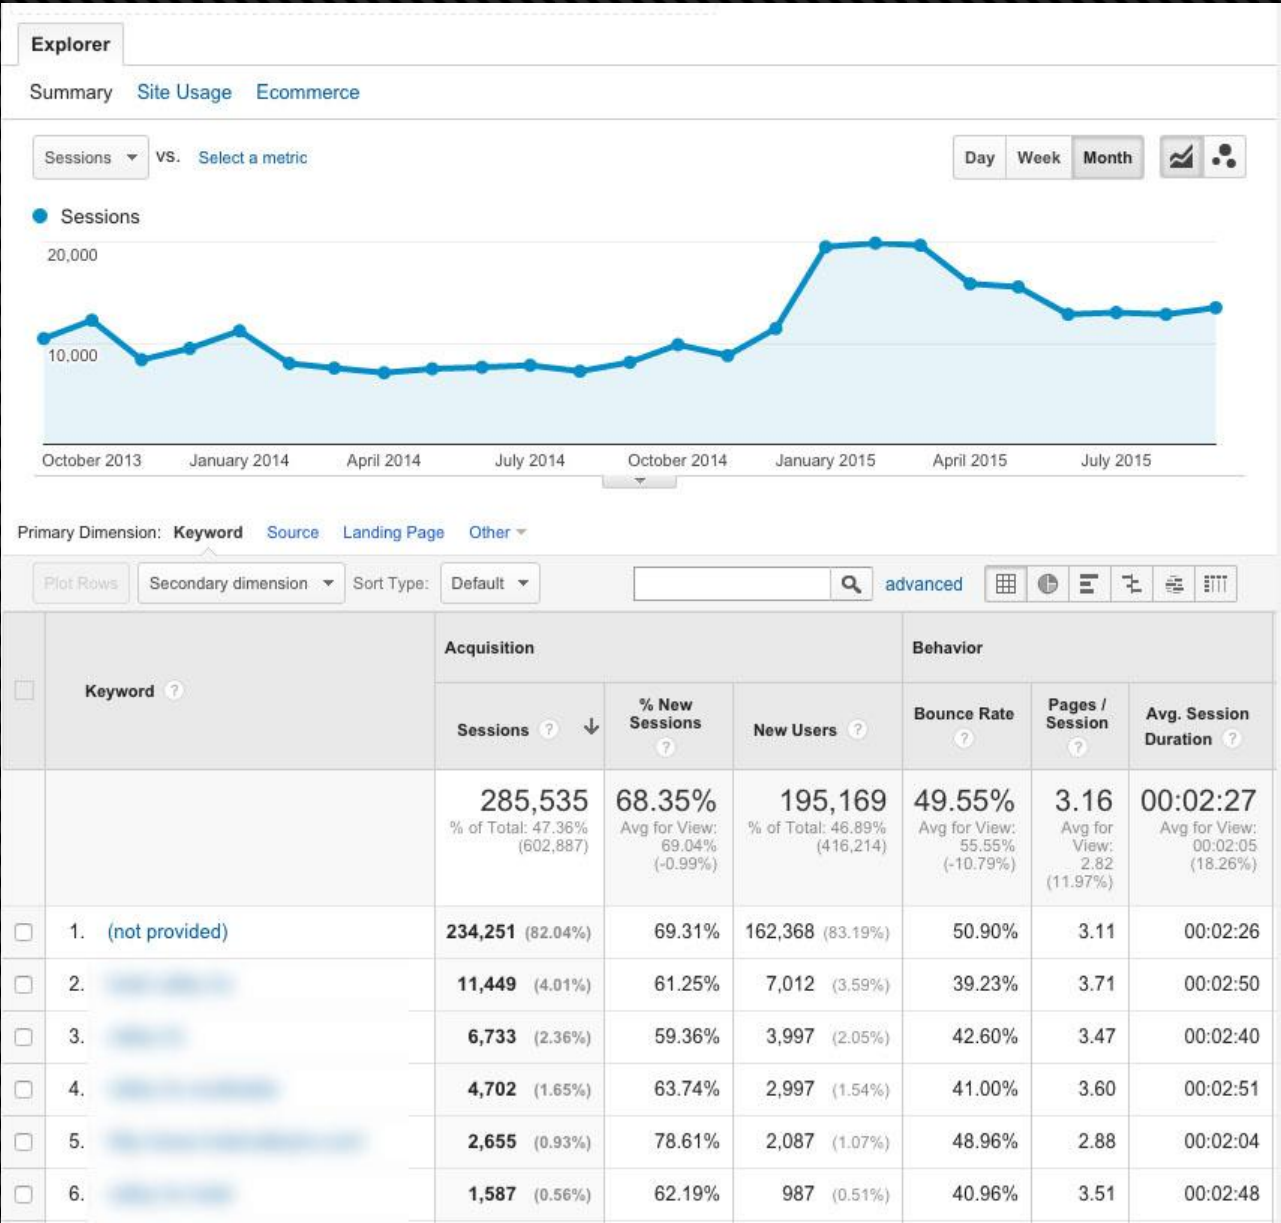 Explorer
Summary Site Usage Ecommerce
Sessions VS. Select a metric Day Week Month
Sessions
20,000
10,000
October 2013 January 2014 April 2014 July 2014 October 2014 January 2015 April 2015 July 2015
Primary Dimension: Keyword Source Landing Page Other
Plot Rows Secondary dimension Sort Type: Default advanced
Acquisition Behavior
Keyword ? Sessions ? % New Sessions ? New Users ? Bounce Rate ? Pages / Session ? Avg. Session Duration ?
285,535 68.35% 195,169 49.55% 3.16 00:02:27
% of Total: 47.36% (602,887) Avg for View: 69.04% (-0.99%) % of Total: 46.89% (416,214) Avg for View: 55.55% (-10.79%) Avg for View: 2.82 (11.97%) Avg for View: 00:02:05 (18.26%)
1. (not provided) 234,251 (82.04%) 69.31% 162,368 (83.19%) 50.90% 3.11 00:02:26
2. 11,449 (4.01%) 61.25% 7,012 (3.59%) 39.23% 3.71 00:02:50
3. 6,733 (2.36%) 59.36% 3,997 (2.05%) 42.60% 3.47 00:02:40
4. 4,702 (1.65%) 63.74% 2,997 (1.54%) 41.00% 3.60 00:02:51
5. 2,655 (0.93%) 78.61% 2,087 (1.07%) 48.96% 2.88 00:02:04
6. 1,587 (0.56%) 62.19% 987 (0.51%) 40.96% 3.51 00:02:48